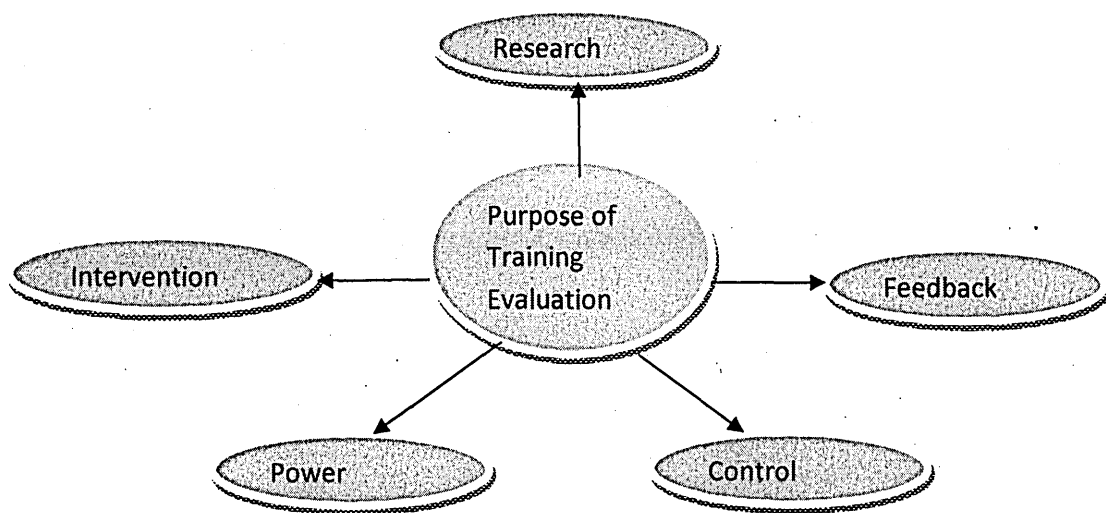 Research
Purpose of
Training
Evaluation
Intervention
Feedback
Power
Control